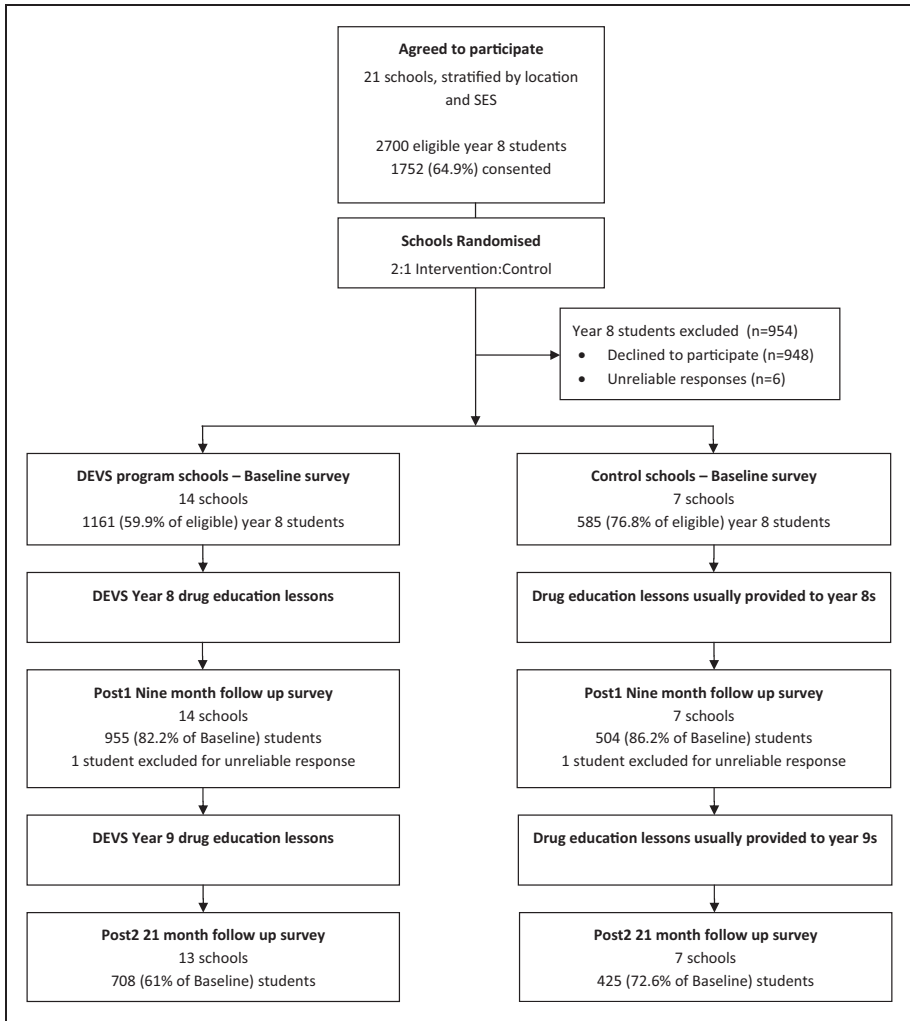 Agreed to participate
21 schools, stratified by location
and SES
2700 eligible year 8 students
1752 (64.9%) consented
Schools Randomised
2:1 Intervention:Control
Year 8 students excluded  (n=954)
• Declined to participate (n=948)
• Unreliable responses (n=6)
DEVS program schools – Baseline survey
14 schools
1161 (59.9% of eligible) year 8 students
Control schools – Baseline survey
7 schools
585 (76.8% of eligible) year 8 students
DEVS Year 8 drug education lessons
Drug education lessons usually provided to year 8s
Post1 Nine month follow up survey
14 schools
955 (82.2% of Baseline) students
1 student excluded for unreliable response
Post1 Nine month follow up survey
7 schools
504 (86.2% of Baseline) students
1 student excluded for unreliable response
DEVS Year 9 drug education lessons
Drug education lessons usually provided to year 9s
Post2 21 month follow up survey
13 schools
708 (61% of Baseline) students
Post2 21 month follow up survey
7 schools
425 (72.6% of Baseline) students